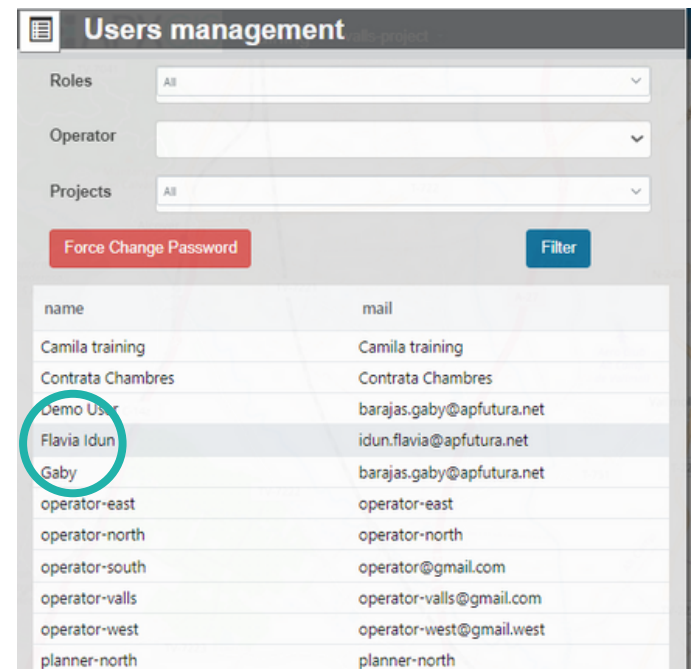 Users management
valls-project
Roles All
Operator
Projects All
Force Change Password Filter
name mail
Camila training Camila training
Contrata Chambres Contrata Chambres
Demo User barajas.gaby@apfutura.net
Flavia Idun idun.flavia@apfutura.net
Gaby barajas.gaby@apfutura.net
operator-east operator-east
operator-north operator-north
operator-south operator@gmail.com
operator-valls operator-valls@gmail.com
operator-west operator-west@gmail.west
planner-north planner-north